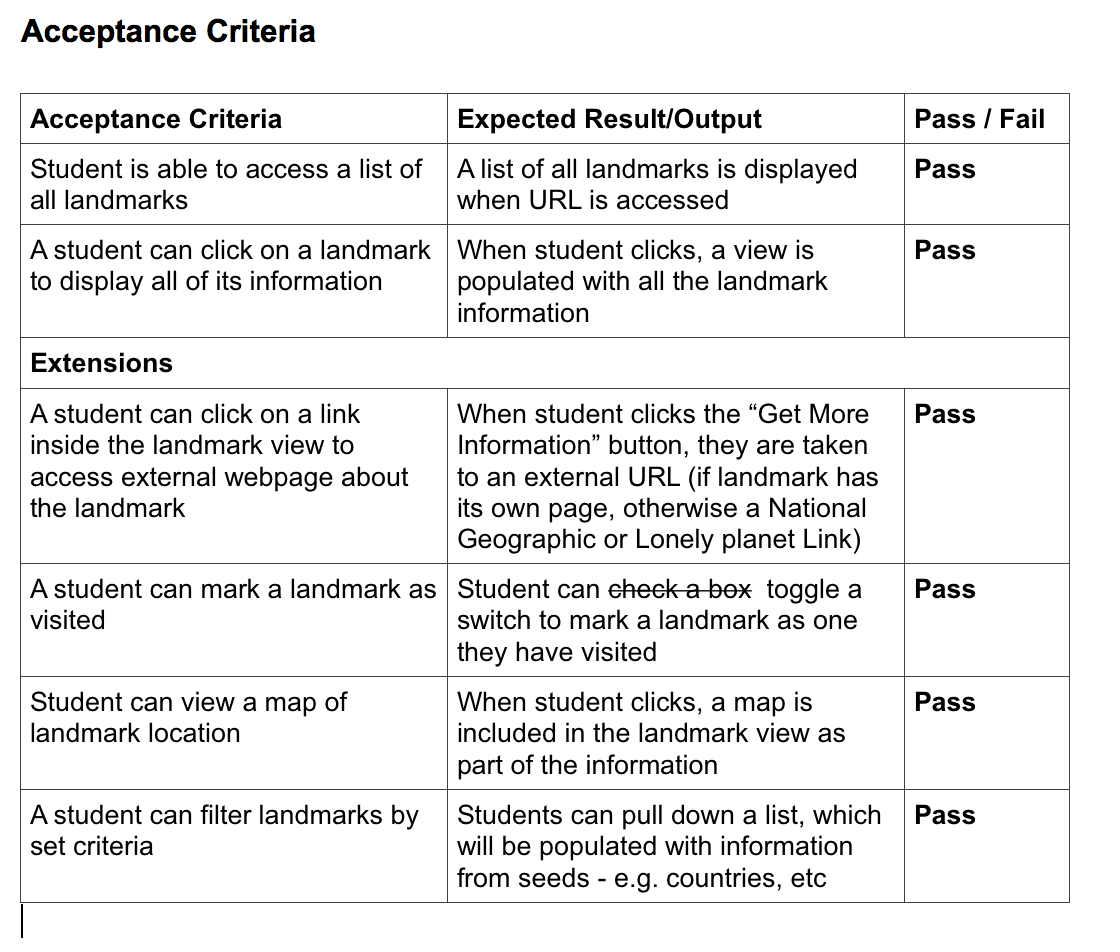 Acceptance Criteria
Acceptance Criteria
Expected Result/Output
Pass / Fail
Student is able to access a list of
all landmarks
A list of all landmarks is displayed
when URL is accessed
Pass
A student can click on a landmark
to display all of its information
When student clicks, a view is
populated with all the landmark
information
Pass
Extensions
A student can click on a link
inside the landmark view to
access external webpage about
the landmark
When student clicks the “Get More
Information” button, they are taken
to an external URL (if landmark has
its own page, otherwise a National
Geographic or Lonely planet Link)
Pass
A student can mark a landmark as
visited
Student can check a box toggle a
switch to mark a landmark as one
they have visited
Pass
Student can view a map of
landmark location
When student clicks, a map is
included in the landmark view as
part of the information
Pass
A student can filter landmarks by
set criteria
Students can pull down a list, which
will be populated with information
from seeds - e.g. countries, etc
Pass